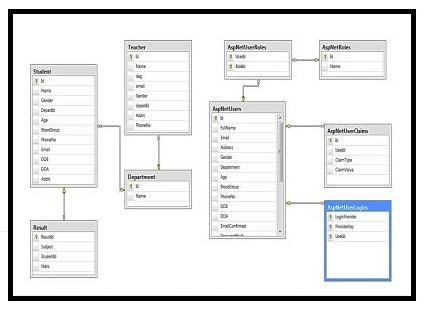 Teacher
Id
Name
deg
email
Gender
departId
Addrs
PhoneNo
AspNetUserRoles
UserId
RoleId
AspNetRoles
Id
Name
Student
Id
Name
Gender
DepartId
Age
BloodGroup
PhoneNo
Email
DOB
DOA
Addrs
AspNetUsers
Id
FullName
Email
Address
Gender
Department
Age
BloodGroup
PhoneNo
DOB
DOA
EmailConfirmed
AspNetUserClaims
Id
UserId
ClaimType
ClaimValue
Department
Id
Name
Result
ResultId
Subject
StudentId
AspNetUserLogins
LoginProvider
ProviderKey
UserId